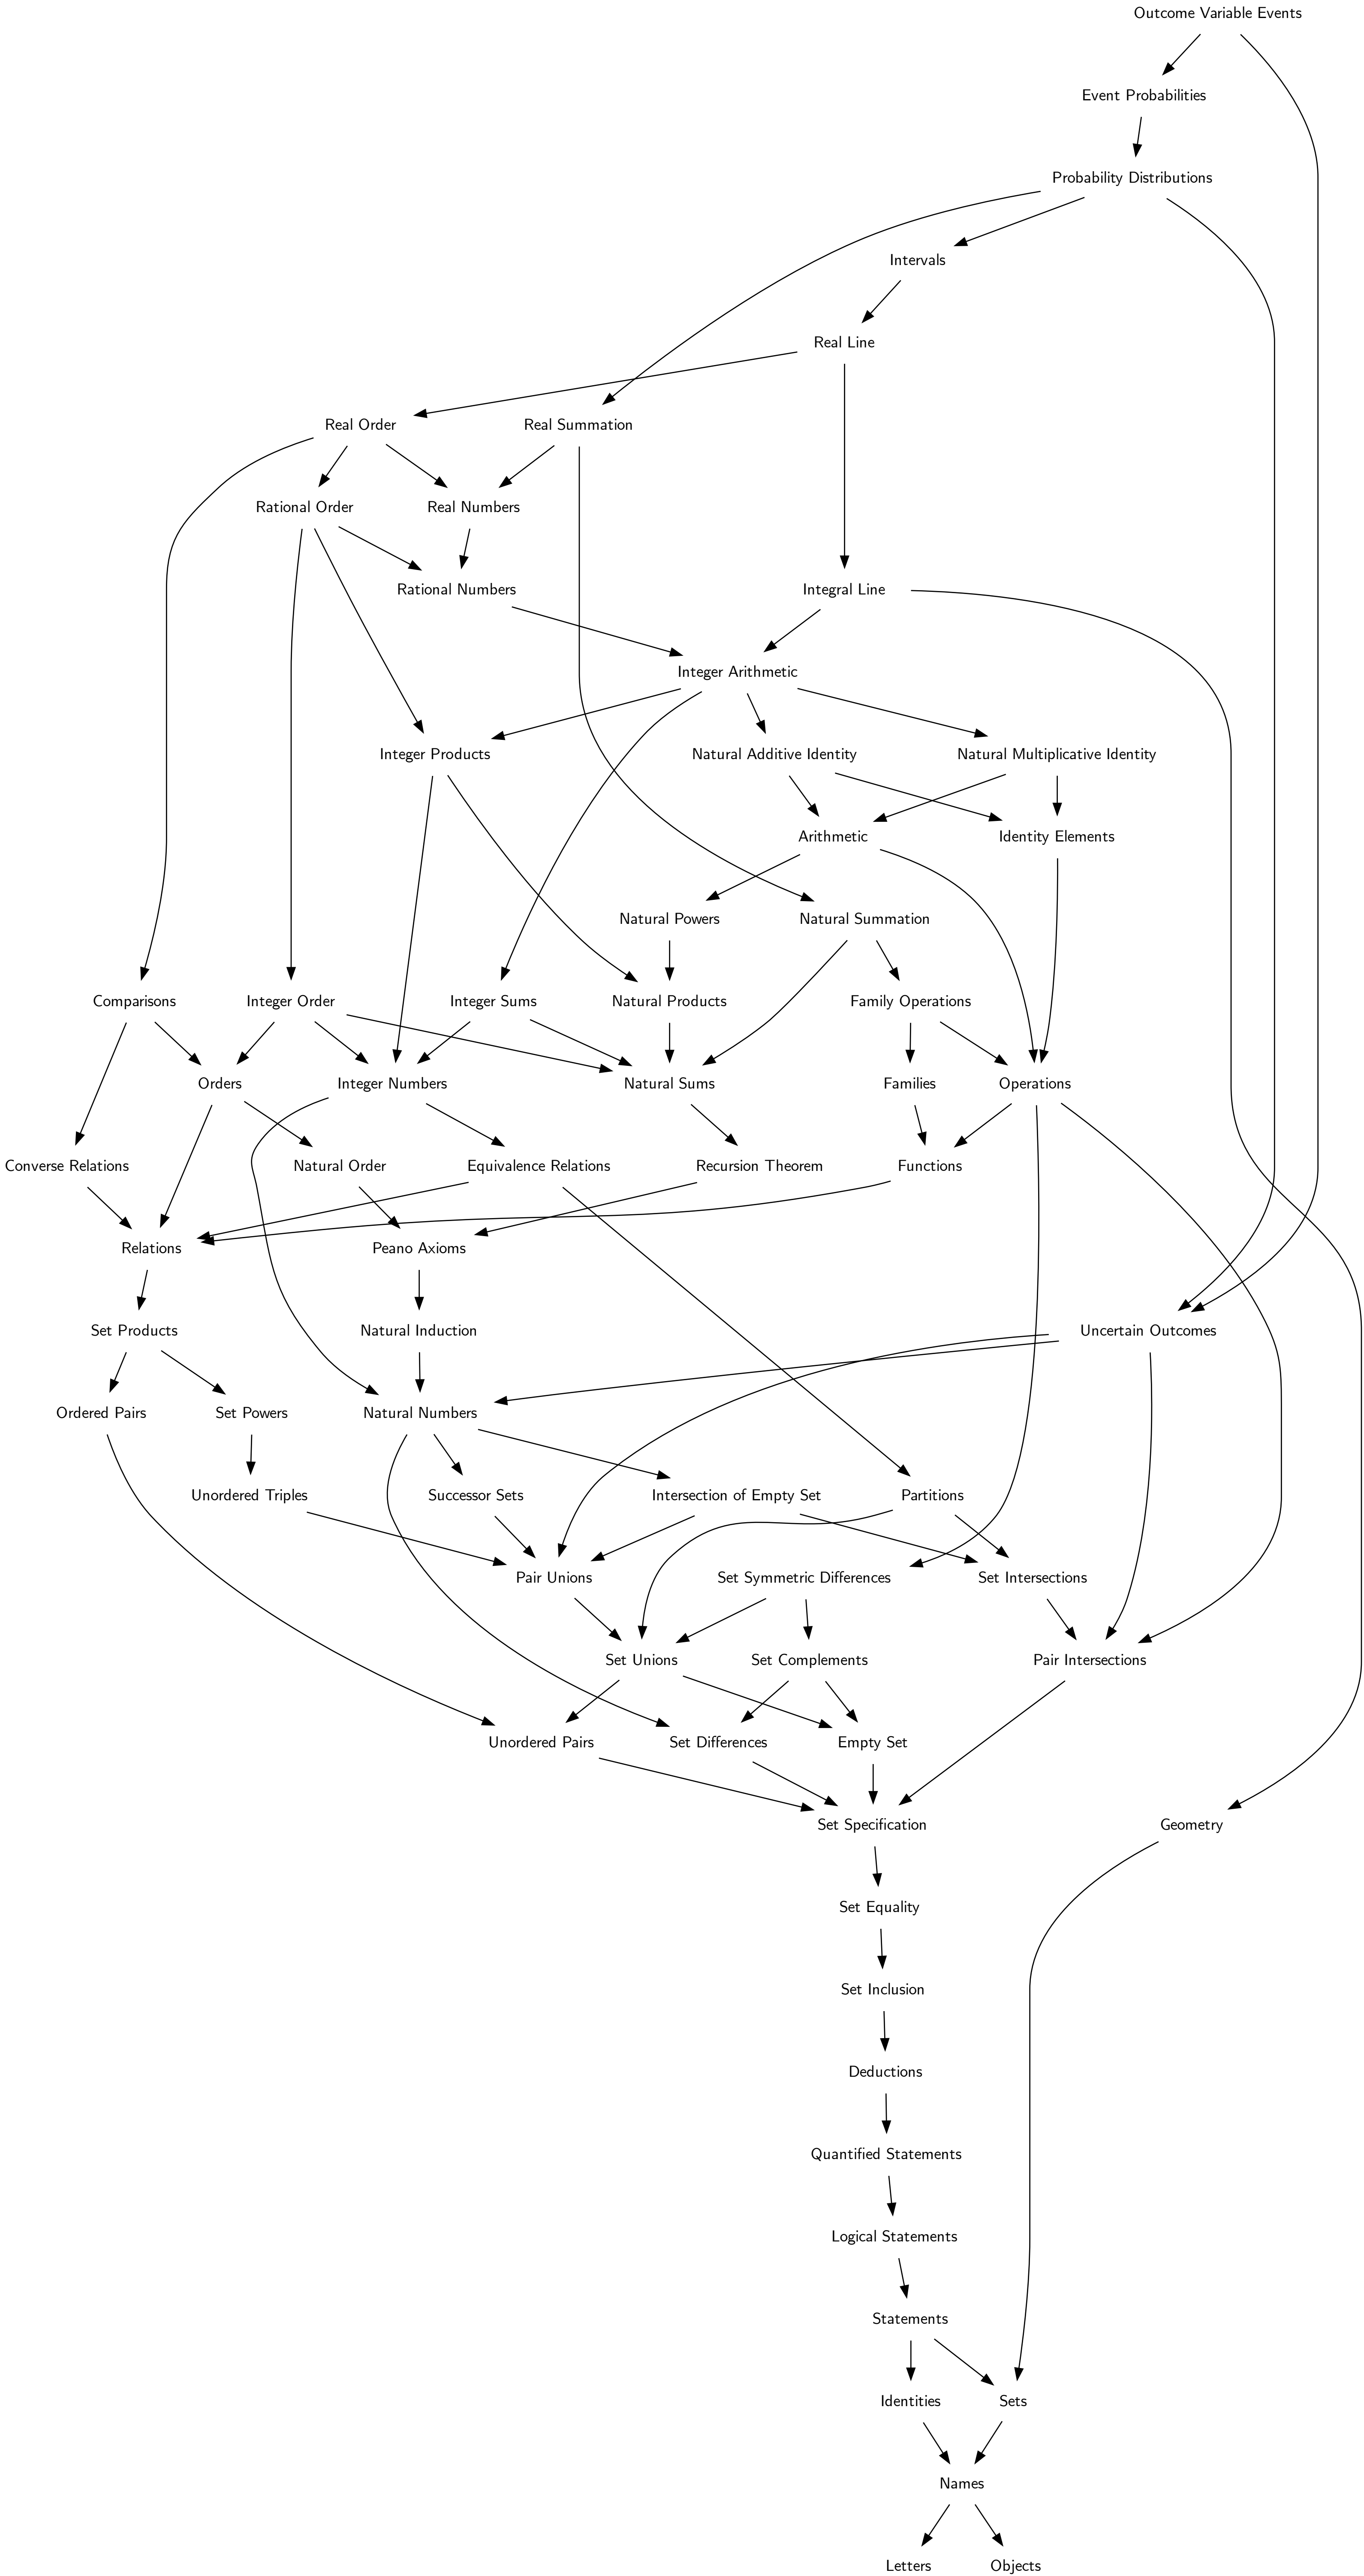 Outcome Variable Events
Event Probabilities
Probability Distributions
Intervals
Real Line
Real Order
Real Summation
Rational Order
Real Numbers
Rational Numbers
Integral Line
Integer Arithmetic
Integer Products
Natural Additive Identity
Natural Multiplicative Identity
Arithmetic
Identity Elements
Natural Powers
Natural Summation
Comparisons
Integer Order
Integer Sums
Natural Products
Family Operations
Orders
Integer Numbers
Natural Sums
Families
Operations
Converse Relations
Natural Order
Equivalence Relations
Recursion Theorem
Functions
Relations
Peano Axioms
Set Products
Natural Induction
Uncertain Outcomes
Ordered Pairs
Set Powers
Natural Numbers
Unordered Triples
Successor Sets
Intersection of Empty Set
Partitions
Pair Unions
Set Symmetric Differences
Set Intersections
Set Unions
Set Complements
Pair Intersections
Unordered Pairs
Set Differences
Empty Set
Set Specification
Geometry
Set Equality
Set Inclusion
Deductions
Quantified Statements
Logical Statements
Statements
Identities
Sets
Names
Letters
Objects